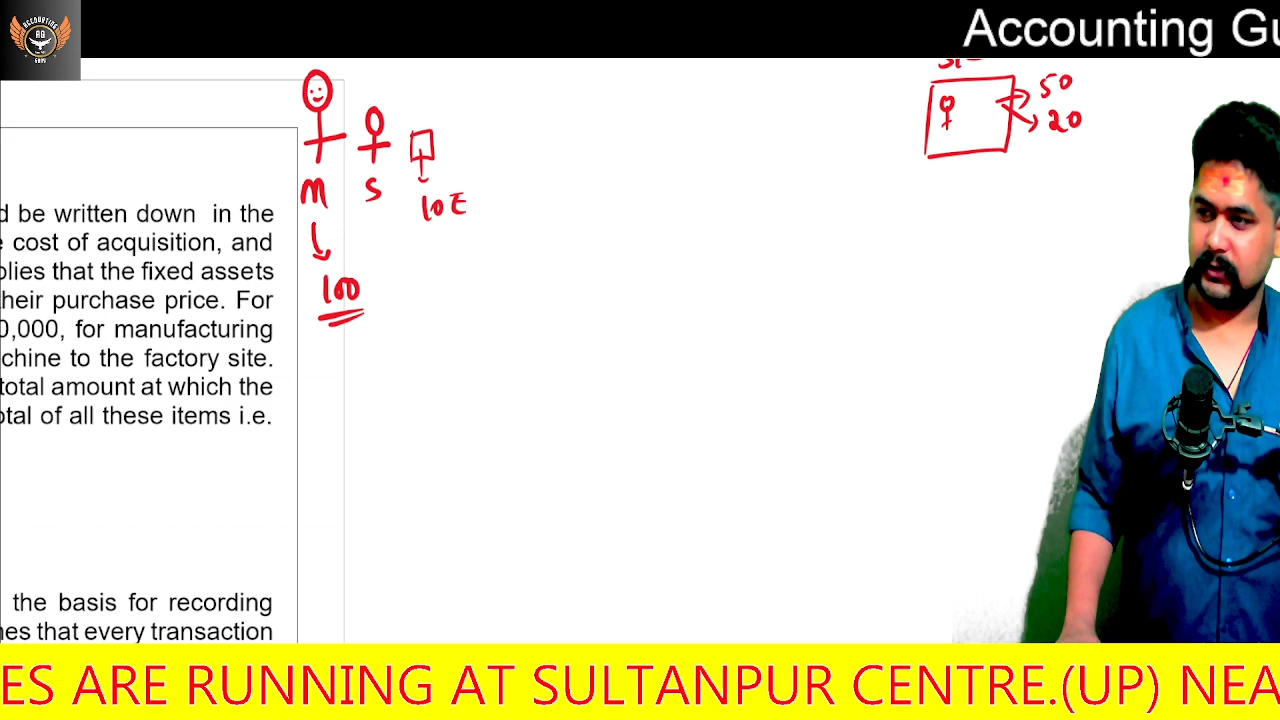 Accounting Gu
ACCOUNTING
AG
50
20
M
S
10 E
100
d be written down in the
cost of acquisition, and
plies that the fixed assets
heir purchase price. For
0,000, for manufacturing
chine to the factory site.
total amount at which the
otal of all these items i.e.
the basis for recording
nes that every transaction
ES ARE RUNNING AT SULTANPUR CENTRE.(UP) NEA